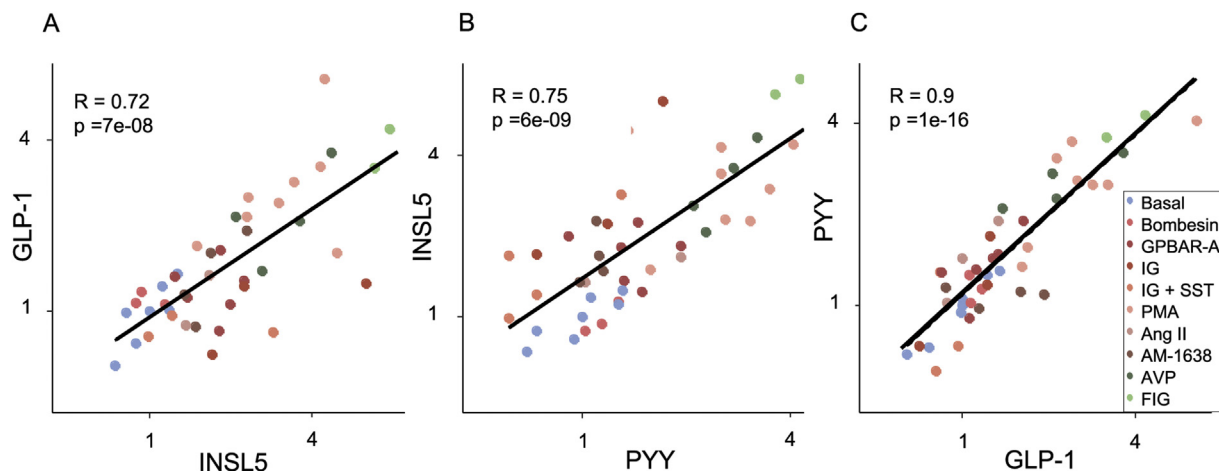 A
R = 0.72
p =7e-08
4
1
GLP-1
1
4
INSL5
B
R = 0.75
p =6e-09
4
1
INSL5
1
4
PYY
C
R = 0.9
p =1e-16
4
1
PYY
1
4
GLP-1
Basal
Bombesin
GPBAR-A
IG
IG + SST
PMA
Ang II
AM-1638
AVP
FIG